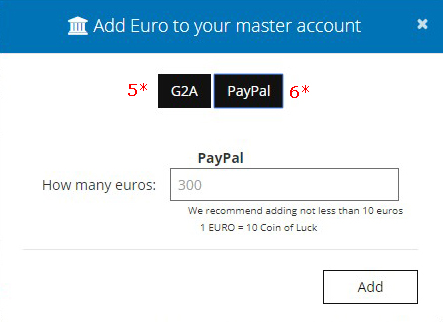 Add Euro to your master account ×
5* G2A PayPal 6*
PayPal
How many euros: 300
We recommend adding not less than 10 euros
1 EURO = 10 Coin of Luck
Add